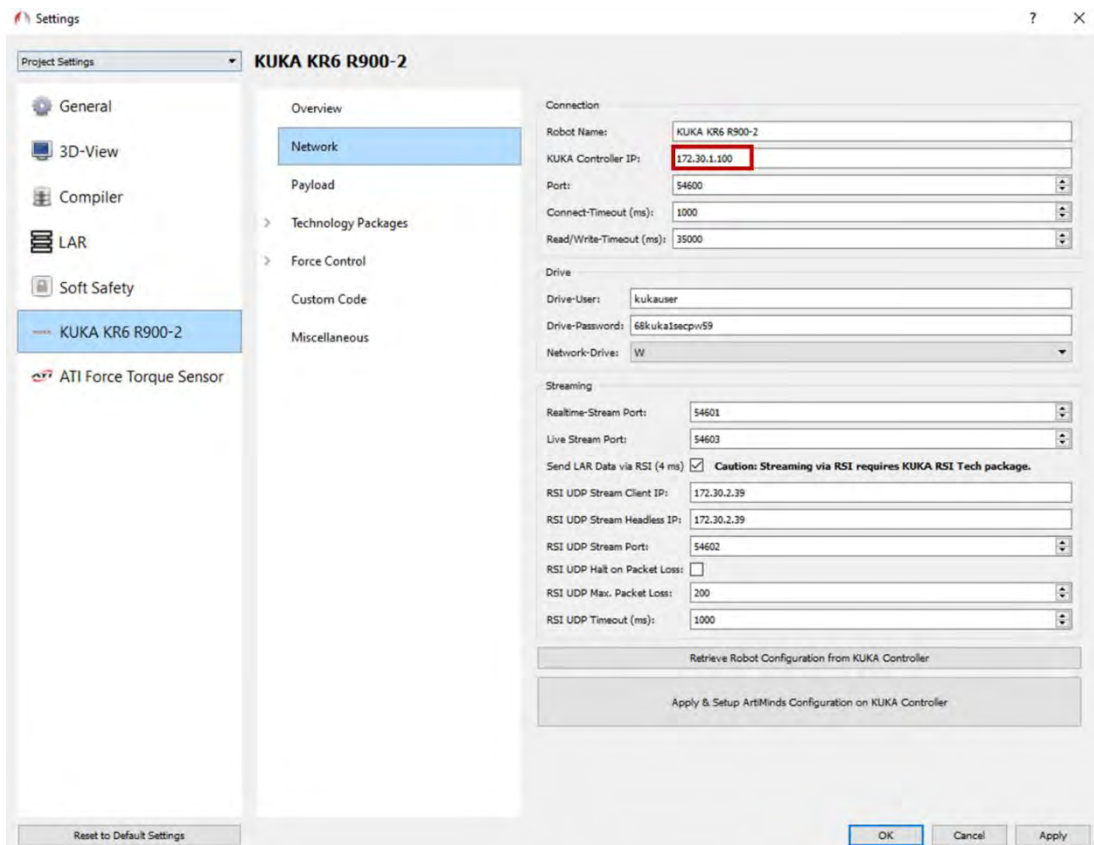 Settings
?
Project Settings
General
3D-View
Compiler
LAR
Soft Safety
KUKA KR6 R900-2
ATI ATI Force Torque Sensor
Reset to Default Settings
KUKA KR6 R900-2
Overview
Network
Payload
Technology Packages
Force Control
Custom Code
Miscellaneous
Connection
Robot Name: KUKA KR6 R900-2
KUKA Controller IP: 172.30.1.100
Port: 54600
Connect-Timeout (ms): 1000
Read/Write-Timeout (ms): 35000
Drive
Drive-User: kukauser
Drive-Password: 68kuka1secpw59
Network-Drive: W
Streaming
Realtime-Stream Port: 54601
Live Stream Port: 54603
Send LAR Data via RSI (4 ms) Caution: Streaming via RSI requires KUKA RSI Tech package.
RSI UDP Stream Client IP: 172.30.2.39
RSI UDP Stream Headless IP: 172.30.2.39
RSI UDP Stream Port: 54602
RSI UDP Halt on Packet Loss:
RSI UDP Max. Packet Loss: 200
RSI UDP Timeout (ms): 1000
Retrieve Robot Configuration from KUKA Controller
Apply & Setup ArtiMinds Configuration on KUKA Controller
OK Cancel Apply